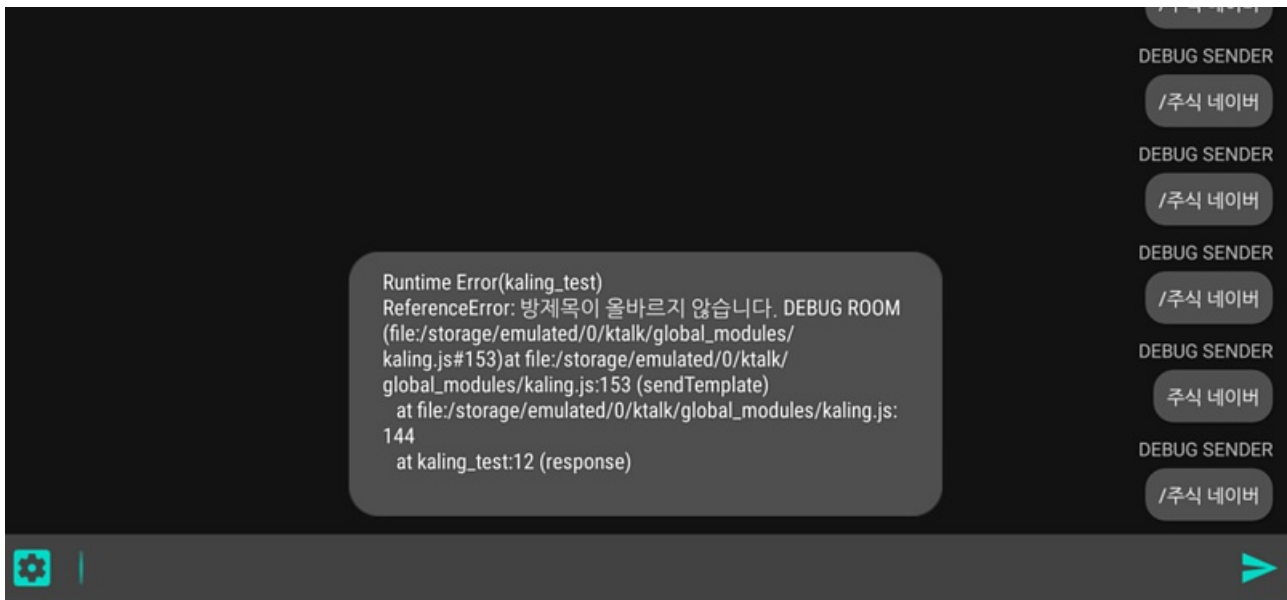 DEBUG SENDER
/주식 네이버
DEBUG SENDER
/주식 네이버
DEBUG SENDER
/주식 네이버
DEBUG SENDER
주식 네이버
DEBUG SENDER
/주식 네이버
Runtime Error(kaling_test)
ReferenceError: 방제목이 올바르지 않습니다. DEBUG ROOM
(file:/storage/emulated/0/ktalk/global_modules/
kaling.js#153)at file:/storage/emulated/0/ktalk/
global_modules/kaling.js:153 (sendTemplate)
at file:/storage/emulated/0/ktalk/global_modules/kaling.js:
144
at kaling_test:12 (response)